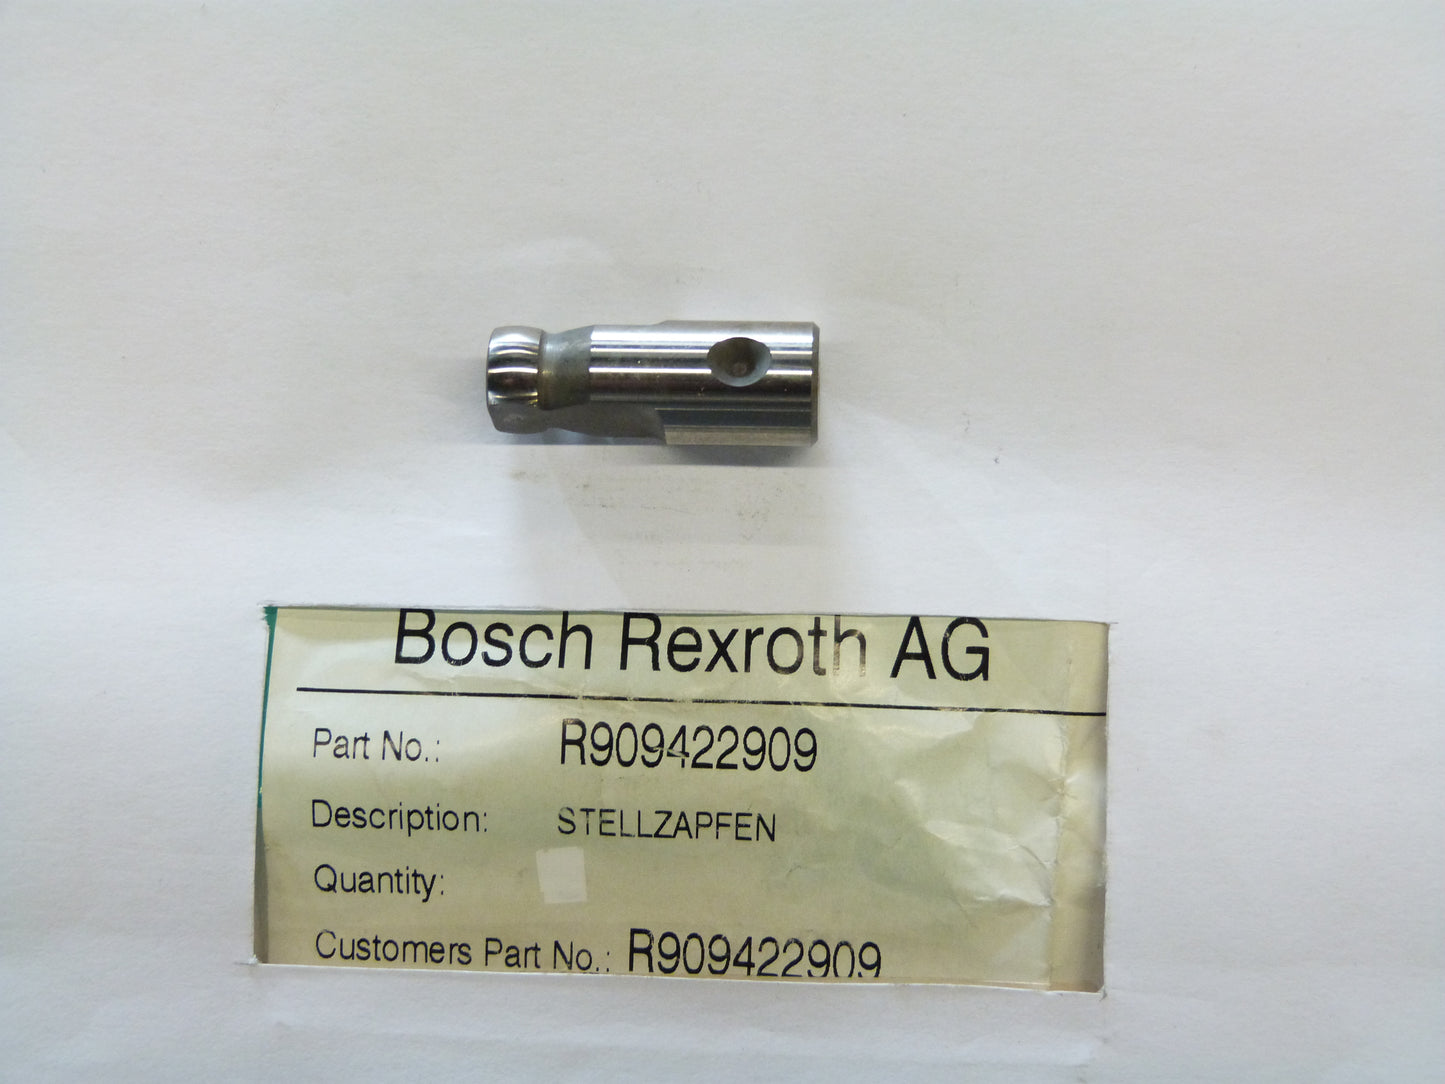 Bosch Rexroth AG
Part No.: R909422909
Description: STELLZAPFEN
Quantity:
Customers Part No.: R909422909